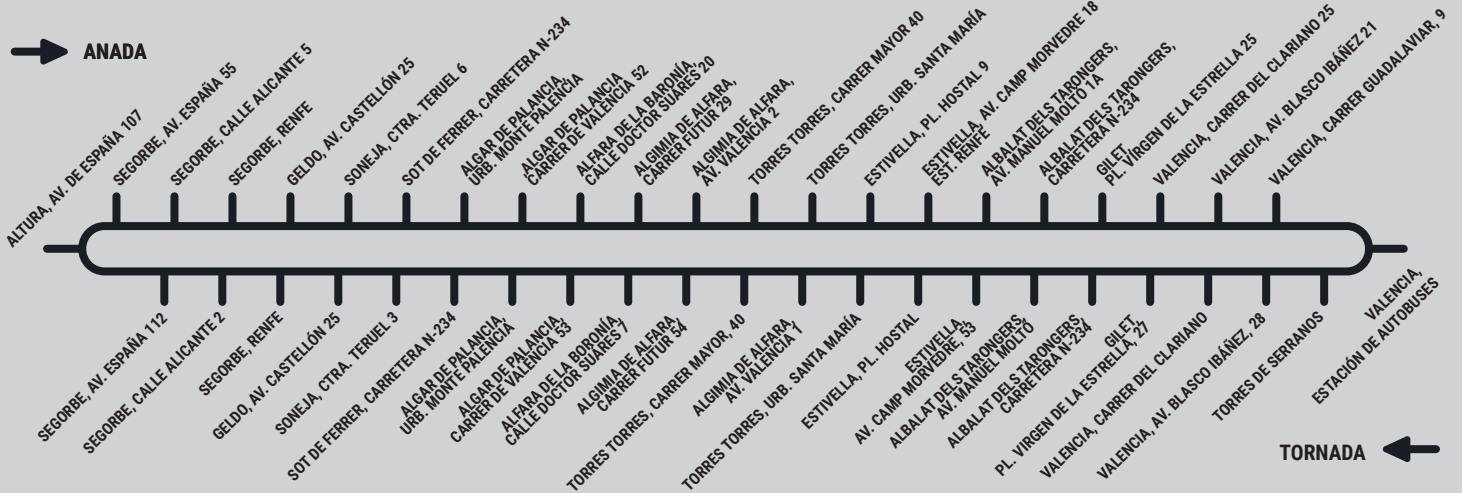 ANADA
ALTURA, AV. DE ESPAÑA 107
SEGORBE, AV. ESPAÑA 55
SEGORBE, CALLE ALICANTE 5
SEGORBE, RENFE
GELDO, AV. CASTELLÓN 25
SONEJA, CTRA. TERUEL 6
SOT DE FERRER, CARRETERA N-234
ALGAR DE PALANCIA,
URB. MONTE PALENCIA
ALGAR DE PALANCIA
CARRER DE VALENCIA 52
ALFARA DE LA BARONÍA,
CALLE DOCTOR SUARES 20
ALGIMIA DE ALFARA,
CARRER FUTUR 29
ALGIMIA DE ALFARA,
AV. VALENCIA 2
TORRES TORRES, CARRER MAYOR 40
TORRES TORRES, URB. SANTA MARÍA
ESTIVELLA, PL. HOSTAL 9
ESTIVELLA, AV. CAMP MORVEDRE 18
EST. RENFE
ALBALAT DELS TARONGERS,
AV. MANUEL MOLTÓ 1A
ALBALAT DELS TARONGERS,
CARRETERA N-234
GILET,
PL. VÍRGEN DE LA ESTRELLA 25
VALENCIA, CARRER DEL CLARIANO 25
VALENCIA, AV. BLASCO IBÁÑEZ 21
VALENCIA, CARRER GUADALAVIAR, 9
SEGORBE, AV. ESPAÑA 112
SEGORBE, CALLE ALICANTE 2
SEGORBE, RENFE
GELDO, AV. CASTELLÓN 25
SONEJA, CTRA. TERUEL 3
SOT DE FERRER, CARRETERA N-234
ALGAR DE PALANCIA,
URB. MONTE PALENCIA
ALGAR DE PALANCIA,
CARRER DE VALENCIA 53
ALFARA DE LA BORONÍA,
CALLE DOCTOR SUARES 7
ALGIMIA DE ALFARA,
CARRER FUTUR 54
TORRES TORRES, CARRER MAYOR, 40
ALGIMIA DE ALFARA,
AV. VALENCIA 1
TORRES TORRES, URB. SANTA MARÍA
ESTIVELLA, PL. HOSTAL
ESTIVELLA,
AV. CAMP MORVEDRE, 53
ALBALAT DELS TARONGERS,
AV. MANUEL MOLTÓ
ALBALAT DELS TARONGERS,
CARRETERA N-234
GILET,
PL. VIRGEN DE LA ESTRELLA, 27
VALENCIA, CARRER DEL CLARIANO
VALENCIA, AV. BLASCO IBÁÑEZ, 28
TORRES DE SERRANOS
VALENCIA,
ESTACIÓN DE AUTOBUSES
TORNADA